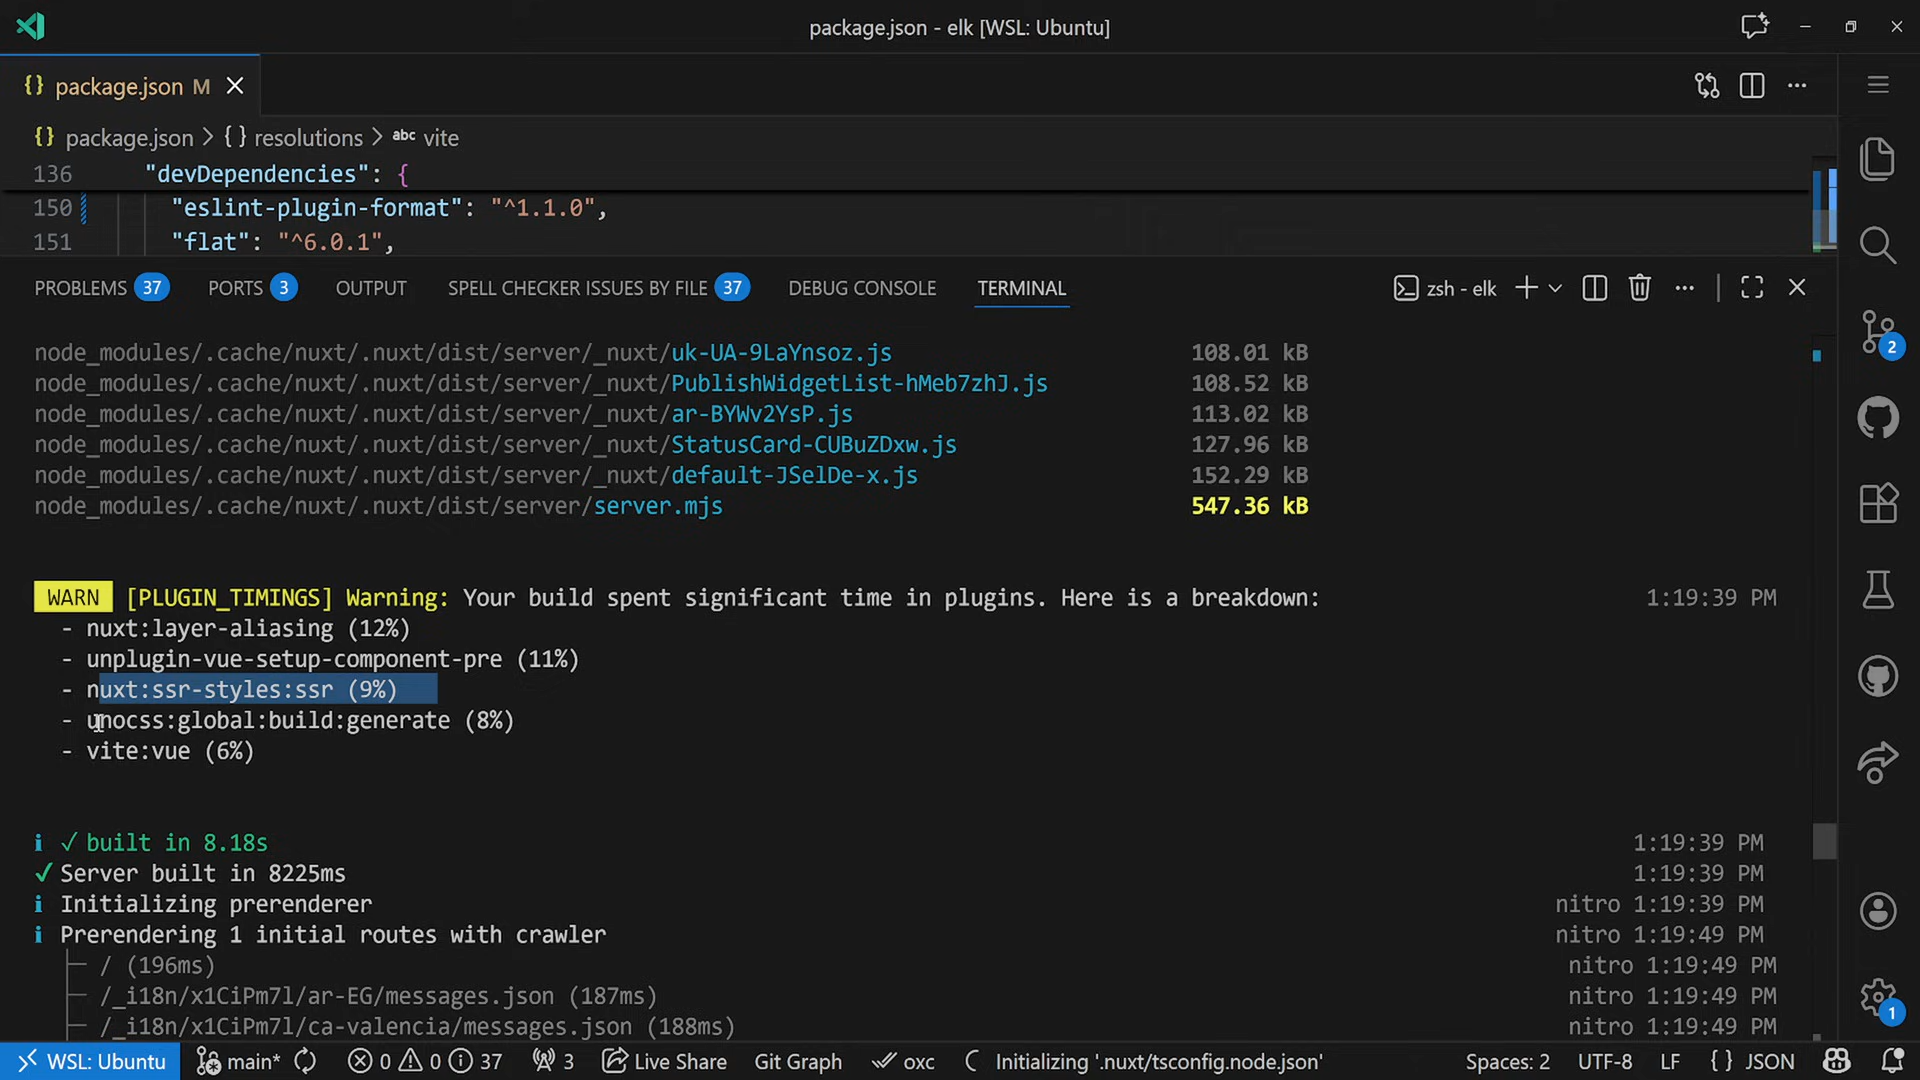 package.json - elk [WSL: Ubuntu]
{} package.json M
{} package.json > {} resolutions > abc vite
136 "devDependencies": {
150 "eslint-plugin-format": "^1.1.0",
151 "flat": "^6.0.1",
PROBLEMS 37 PORTS 3 OUTPUT SPELL CHECKER ISSUES BY FILE 37 DEBUG CONSOLE TERMINAL zsh - elk
node_modules/.cache/nuxt/.nuxt/dist/server/_nuxt/uk-UA-9LaYnsoz.js 108.01 kB
node_modules/.cache/nuxt/.nuxt/dist/server/_nuxt/PublishWidgetList-hMeb7zhJ.js 108.52 kB
node_modules/.cache/nuxt/.nuxt/dist/server/_nuxt/ar-BYWv2YsP.js 113.02 kB
node_modules/.cache/nuxt/.nuxt/dist/server/_nuxt/StatusCard-CUBuZDxw.js 127.96 kB
node_modules/.cache/nuxt/.nuxt/dist/server/_nuxt/default-JSelDe-x.js 152.29 kB
node_modules/.cache/nuxt/.nuxt/dist/server/server.mjs 547.36 kB
WARN [PLUGIN_TIMINGS] Warning: Your build spent significant time in plugins. Here is a breakdown: 1:19:39 PM
- nuxt:layer-aliasing (12%)
- unplugin-vue-setup-component-pre (11%)
- nuxt:ssr-styles:ssr (9%)
- unocss:global:build:generate (8%)
- vite:vue (6%)
i ✓ built in 8.18s 1:19:39 PM
✓ Server built in 8225ms 1:19:39 PM
i Initializing prerenderer nitro 1:19:39 PM
i Prerendering 1 initial routes with crawler nitro 1:19:49 PM
├─ / (196ms) nitro 1:19:49 PM
├─ /_i18n/x1CiPm7l/ar-EG/messages.json (187ms) nitro 1:19:49 PM
├─ /_i18n/x1CiPm7l/ca-valencia/messages.json (188ms) nitro 1:19:49 PM
2
1
WSL: Ubuntu main* 0 0 37 3 Live Share Git Graph oxc Initializing '.nuxt/tsconfig.node.json' Spaces: 2 UTF-8 LF {} JSON